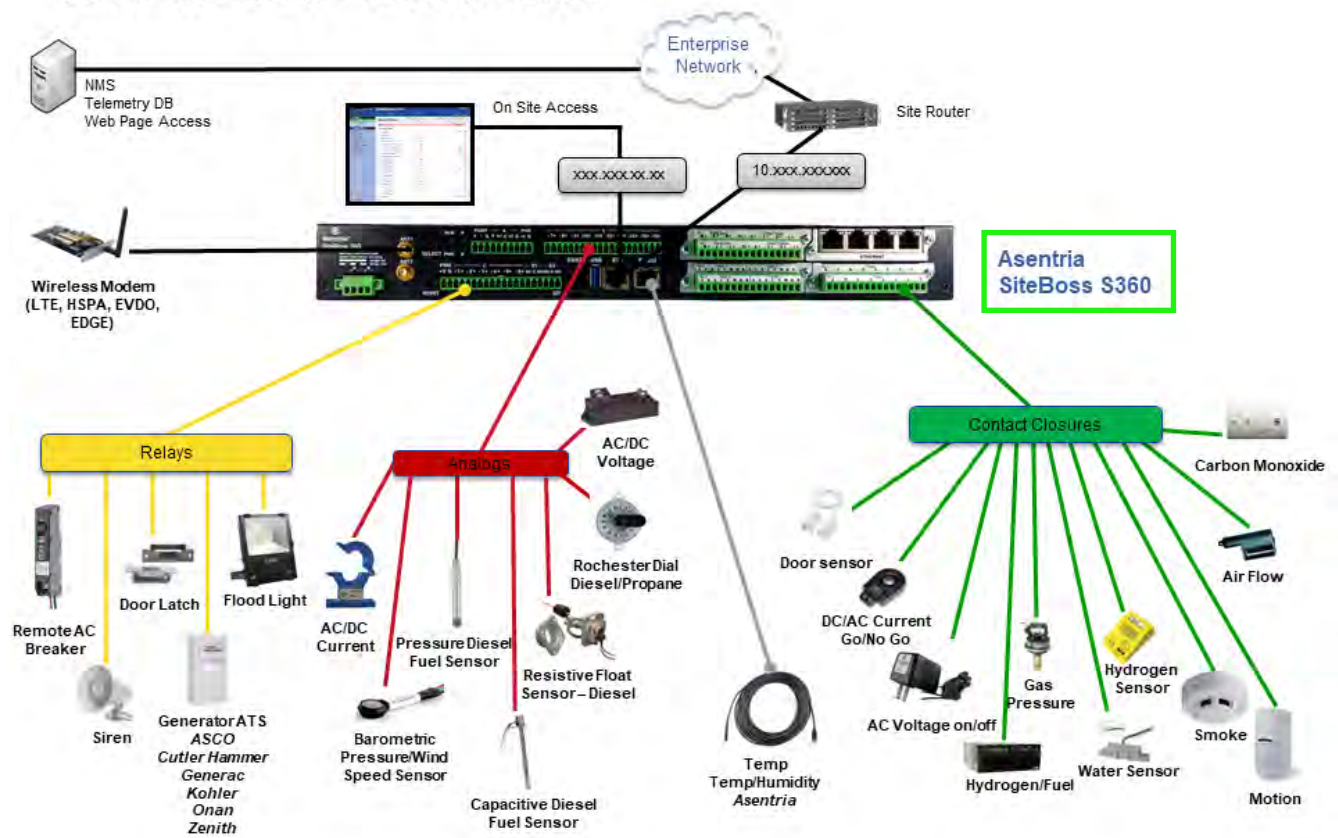 Enterprise
Network
NMS
Telemetry DB
Web Page Access
On Site Access
Site Router
xxx.xxx.xx.xx
10.xxx.xxx.xxx
Wireless Modem
(LTE, HSPA, EVDO,
EDGE)
Asentria
SiteBoss S360
Relays
Analogs
Contact Closures
AC/DC
Voltage
Carbon Monoxide
Remote AC
Breaker
Door Latch
Flood Light
AC/DC
Current
Pressure Diesel
Fuel Sensor
Rochester Dial
Diesel/Propane
Resistive Float
Sensor – Diesel
Door sensor
DC/AC Current
Go/No Go
Air Flow
Siren
Generator ATS
ASCO
Cutler Hammer
Generac
Kohler
Onan
Zenith
Barometric
Pressure/Wind
Speed Sensor
Capacitive Diesel
Fuel Sensor
Temp
Temp/Humidity
Asentria
AC Voltage on/off
Gas
Pressure
Hydrogen
Sensor
Hydrogen/Fuel
Water Sensor
Smoke
Motion